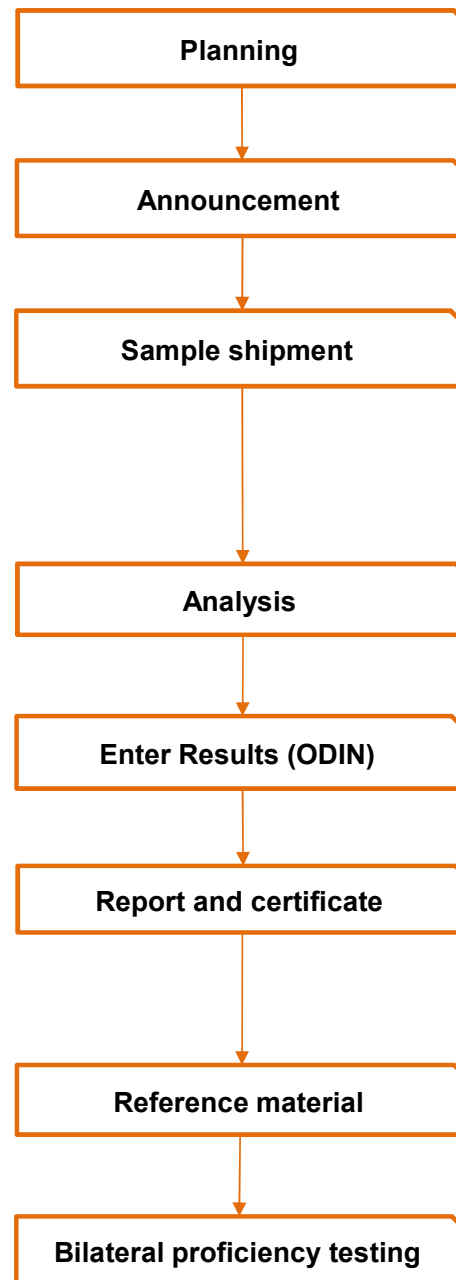 Planning
Announcement
Sample shipment
Analysis
Enter Results (ODIN)
Report and certificate
Reference material
Bilateral proficiency testing